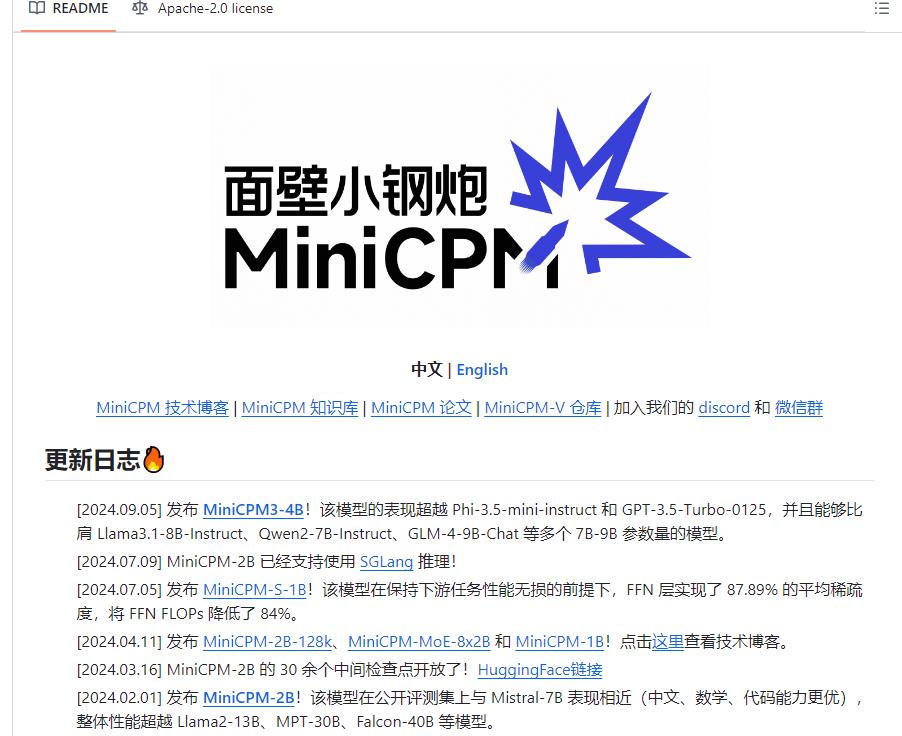 README Apache-2.0 license
面壁小钢炮
MiniCPM
中文 | English
MiniCPM 技术博客 | MiniCPM 知识库 | MiniCPM 论文 | MiniCPM-V 仓库 | 加入我们的 discord 和 微信群
更新日志🔥
[2024.09.05] 发布 MiniCPM3-4B！该模型的表现超越 Phi-3.5-mini-instruct 和 GPT-3.5-Turbo-0125，并且能够比
肩 Llama3.1-8B-Instruct、Qwen2-7B-Instruct、GLM-4-9B-Chat 等多个 7B-9B 参数量的模型。
[2024.07.09] MiniCPM-2B 已经支持使用 SGLang 推理！
[2024.07.05] 发布 MiniCPM-S-1B！该模型在保持下游任务性能无损的前提下，FFN 层实现了 87.89% 的平均稀疏
度，将 FFN FLOPs 降低了 84%。
[2024.04.11] 发布 MiniCPM-2B-128k、MiniCPM-MoE-8x2B 和 MiniCPM-1B！点击这里查看技术博客。
[2024.03.16] MiniCPM-2B 的 30 余个中间检查点开放了！HuggingFace链接
[2024.02.01] 发布 MiniCPM-2B！该模型在公开评测集上与 Mistral-7B 表现相近（中文、数学、代码能力更优），
整体性能超越 Llama2-13B、MPT-30B、Falcon-40B 等模型。